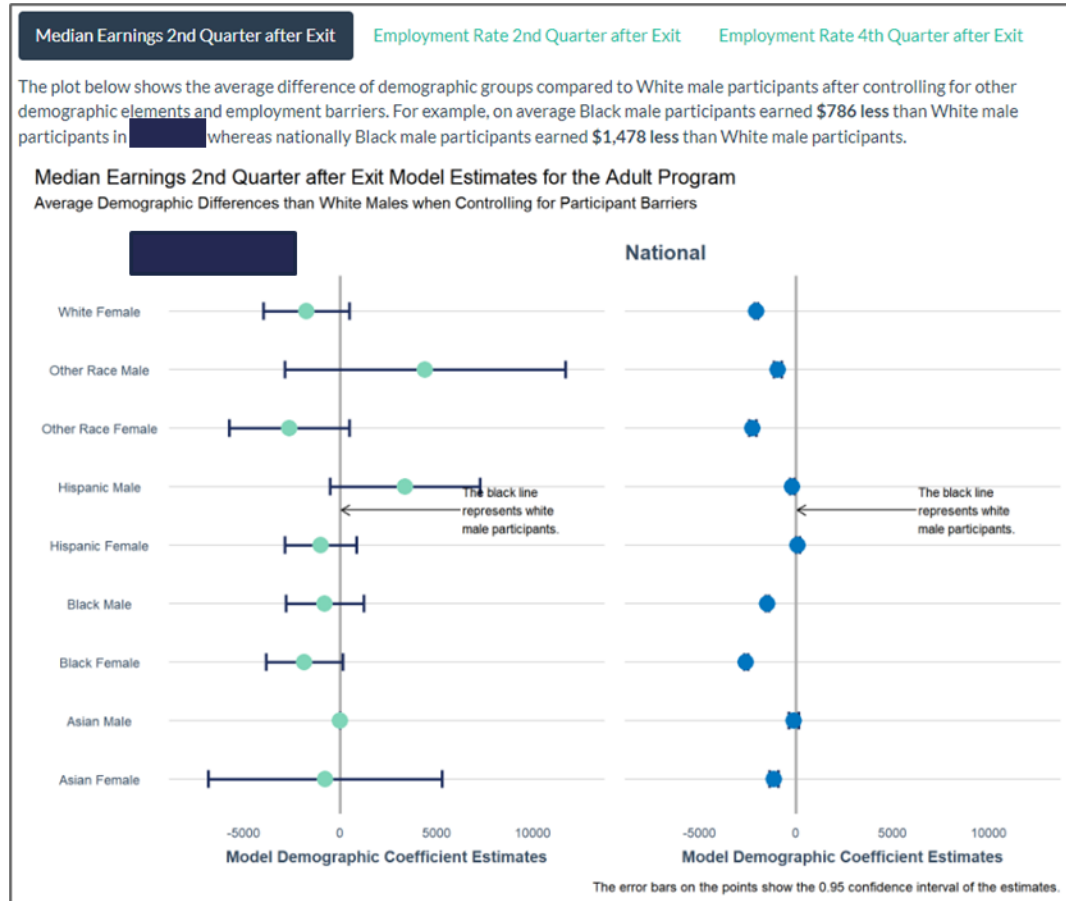 Median Earnings 2nd Quarter after Exit Employment Rate 2nd Quarter after Exit Employment Rate 4th Quarter after Exit
The plot below shows the average difference of demographic groups compared to White male participants after controlling for other
demographic elements and employment barriers. For example, on average Black male participants earned $786 less than White male
participants in whereas nationally Black male participants earned $1,478 less than White male participants.
Median Earnings 2nd Quarter after Exit Model Estimates for the Adult Program
Average Demographic Differences than White Males when Controlling for Participant Barriers
National
White Female
Other Race Male
Other Race Female
Hispanic Male
The black line
represents white
male participants.
The black line
represents white
male participants.
Hispanic Female
Black Male
Black Female
Asian Male
Asian Female
-5000 0 5000 10000
-5000 0 5000 10000
Model Demographic Coefficient Estimates
Model Demographic Coefficient Estimates
The error bars on the points show the 0.95 confidence interval of the estimates.